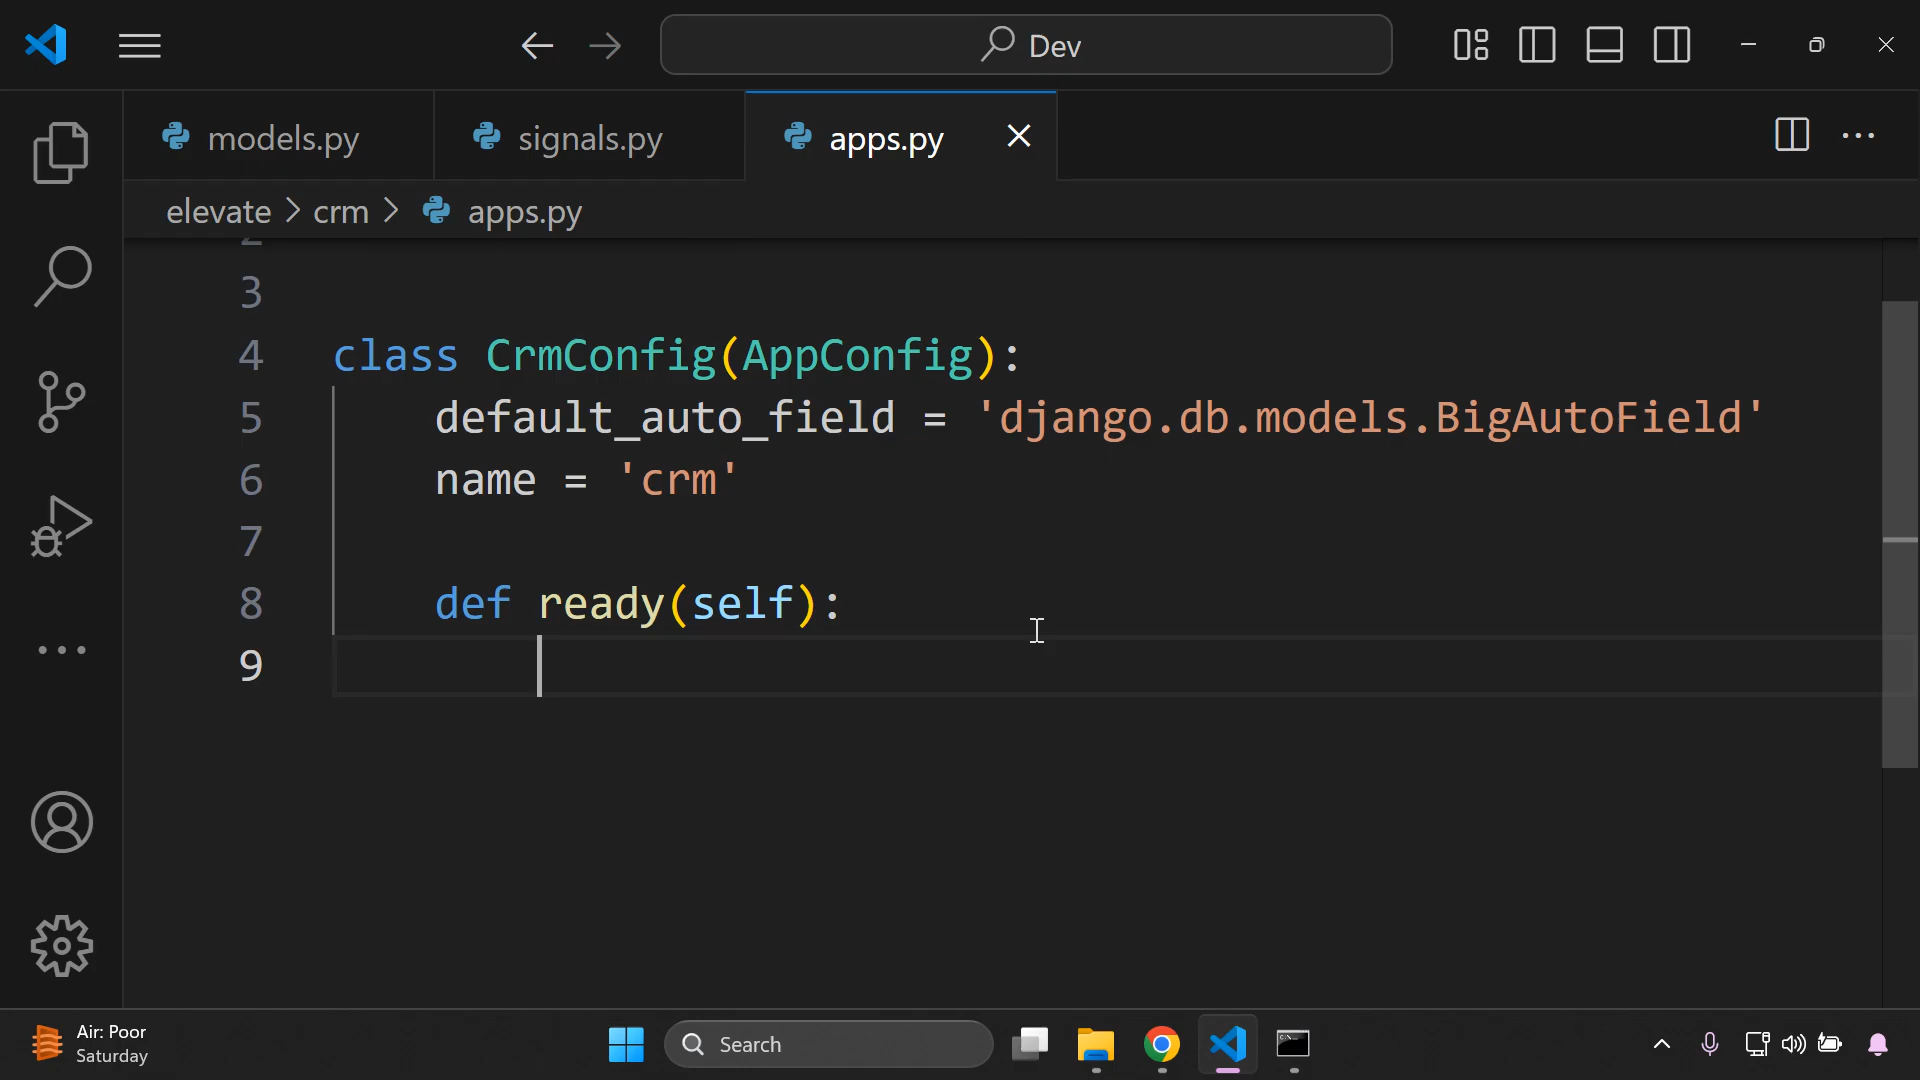 Dev
models.py
signals.py
apps.py
elevate > crm > apps.py
2
3
4 class CrmConfig(AppConfig):
5 default_auto_field = 'django.db.models.BigAutoField'
6 name = 'crm'
7
8 def ready(self):
9
Air: Poor
Saturday
Search